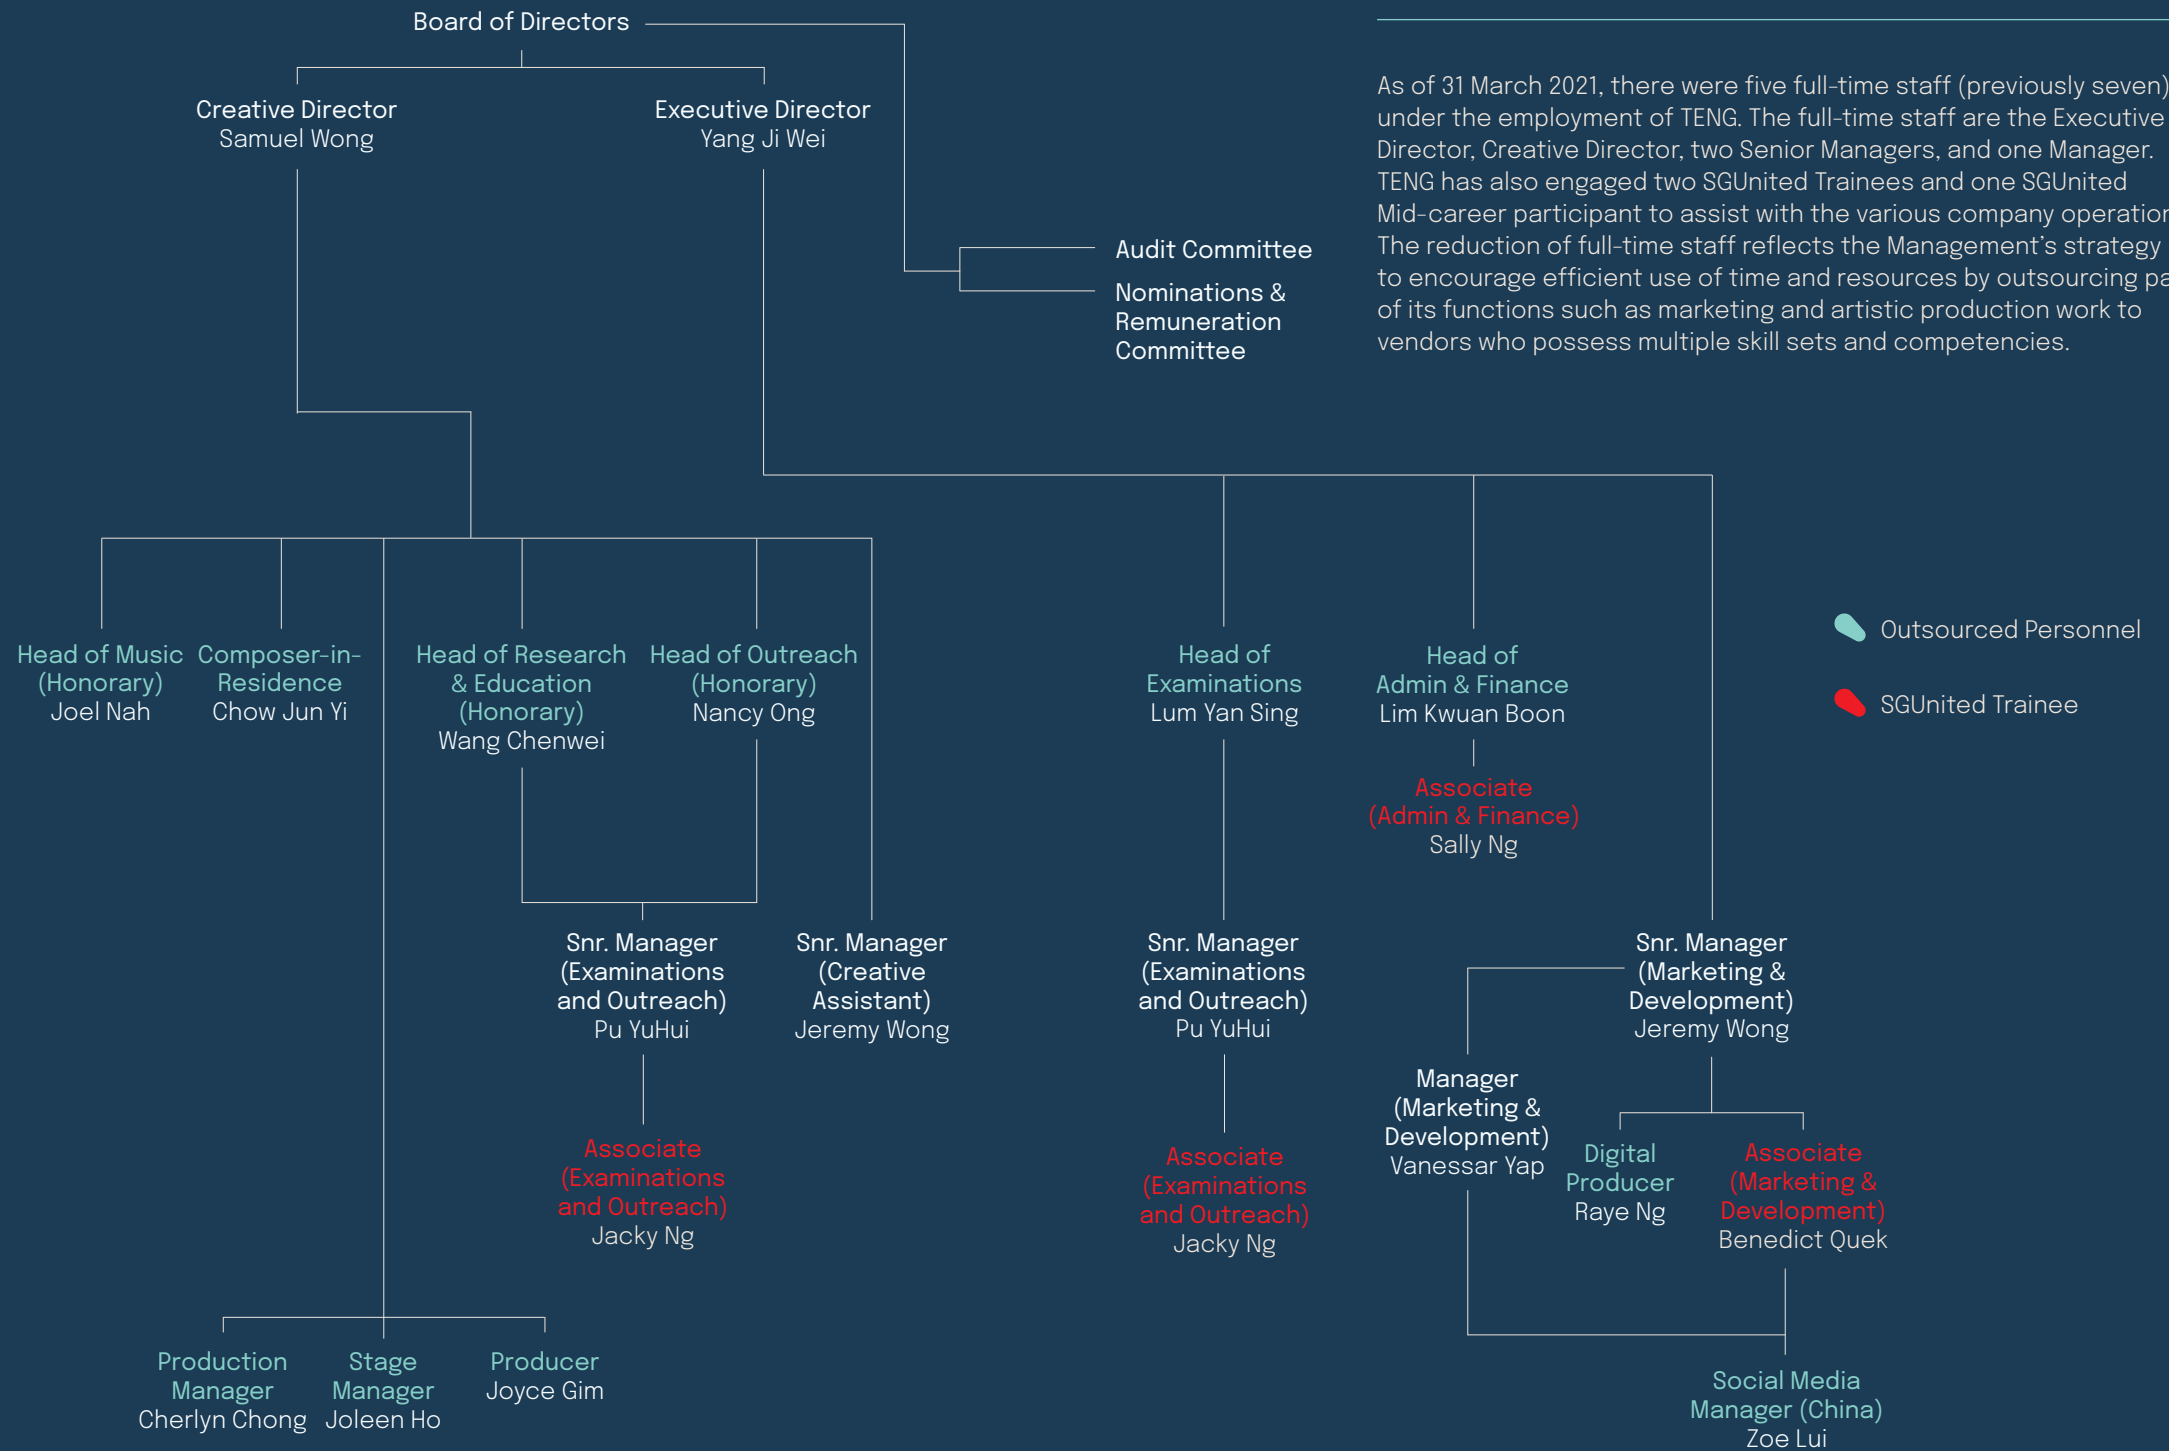 Board of Directors
Creative Director
Samuel Wong
Executive Director
Yang Ji Wei
Audit Committee
Nominations &
Remuneration
Committee
As of 31 March 2021, there were five full-time staff (previously seven)
under the employment of TENG. The full-time staff are the Executive
Director, Creative Director, two Senior Managers, and one Manager.
TENG has also engaged two SGUnited Trainees and one SGUnited
Mid-career participant to assist with the various company operation
The reduction of full-time staff reflects the Management's strategy
to encourage efficient use of time and resources by outsourcing pa
of its functions such as marketing and artistic production work to
vendors who possess multiple skill sets and competencies.
Head of Music
(Honorary)
Joel Nah
Composer-in-
Residence
Chow Jun Yi
Head of Research
& Education
(Honorary)
Wang Chenwei
Head of Outreach
(Honorary)
Nancy Ong
Head of
Examinations
Lum Yan Sing
Head of
Admin & Finance
Lim Kwuan Boon
Outsourced Personnel
SGUnited Trainee
Associate
(Admin & Finance)
Sally Ng
Snr. Manager
(Examinations
and Outreach)
Pu YuHui
Snr. Manager
(Creative
Assistant)
Jeremy Wong
Snr. Manager
(Examinations
and Outreach)
Pu YuHui
Snr. Manager
(Marketing &
Development)
Jeremy Wong
Manager
(Marketing &
Development)
Vanessar Yap
Associate
(Examinations
and Outreach)
Jacky Ng
Associate
(Examinations
and Outreach)
Jacky Ng
Digital
Producer
Raye Ng
Associate
(Marketing &
Development)
Benedict Quek
Production
Manager
Cherlyn Chong
Stage
Manager
Joleen Ho
Producer
Joyce Gim
Social Media
Manager (China)
Zoe Lui